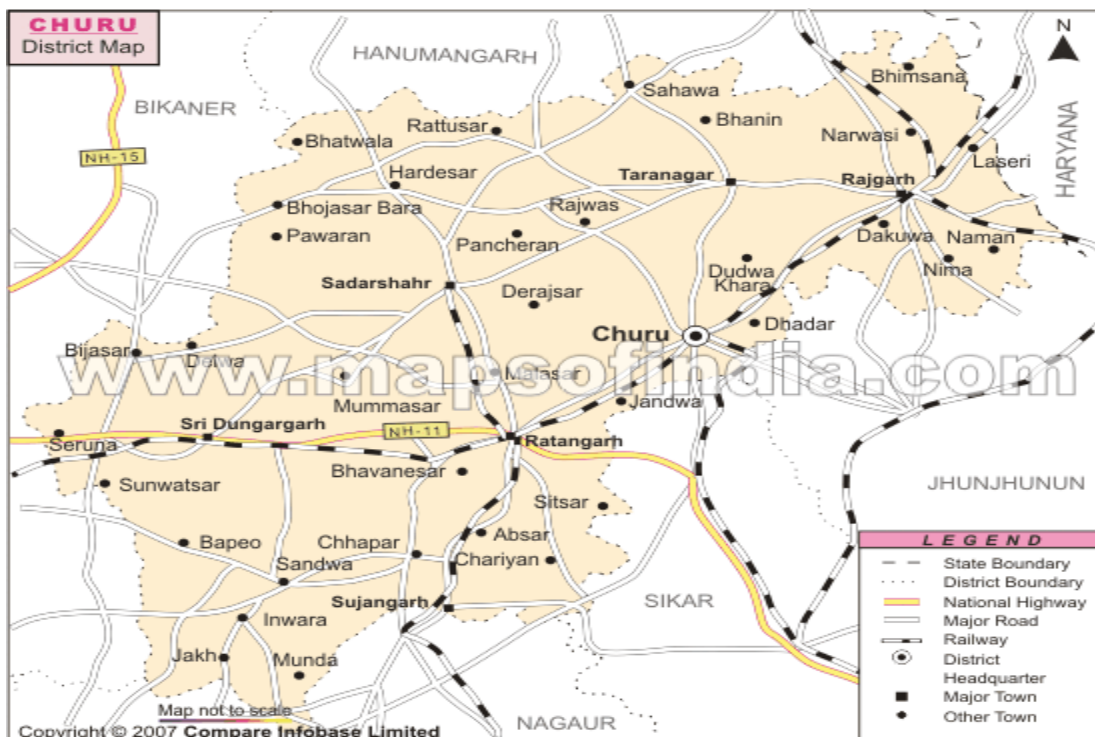 CHURU
District Map
N
HANUMANGARH
BIKANER
HARYANA
Bhimsana
Sahawa
Bhanin
Rattusar
Bhatwala
Narwasi
NH-15
Laseri
Hardesar
Taranagar
Rajgarh
Bhojasar Bara
Rajwas
Pawaran
Pancheran
Dakuwa
Naman
Sadarshahr
Dudwa
Khara
Nima
Derajsar
Churu
Dhadar
Bijasar
Delwa
www.mapsofindia.com
Malasar
Mummasar
Jandwa
Sri Dungargarh
NH-11
Ratangarh
Seruna
Bhavanesar
Sunwatsar
Sitsar
JHUNJHUNUN
Bapeo
Chhapar
Absar
Chariyan
Sandwa
Sujangarh
SIKAR
Inwara
Jakh
Munda
NAGAUR
LEGEND
State Boundary
District Boundary
National Highway
Major Road
Railway
District
Headquarter
Major Town
Other Town
Map not to scale
Copyright © 2007 Compare Infobase Limited